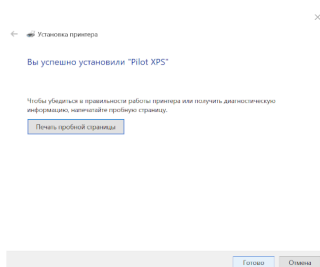 Установка принтера
Вы успешно установили "Pilot XPS"
Чтобы убедиться в правильности работы принтера или получить диагностическую
информацию, напечатайте пробную страницу.
Печать пробной страницы
Готово
Отмена